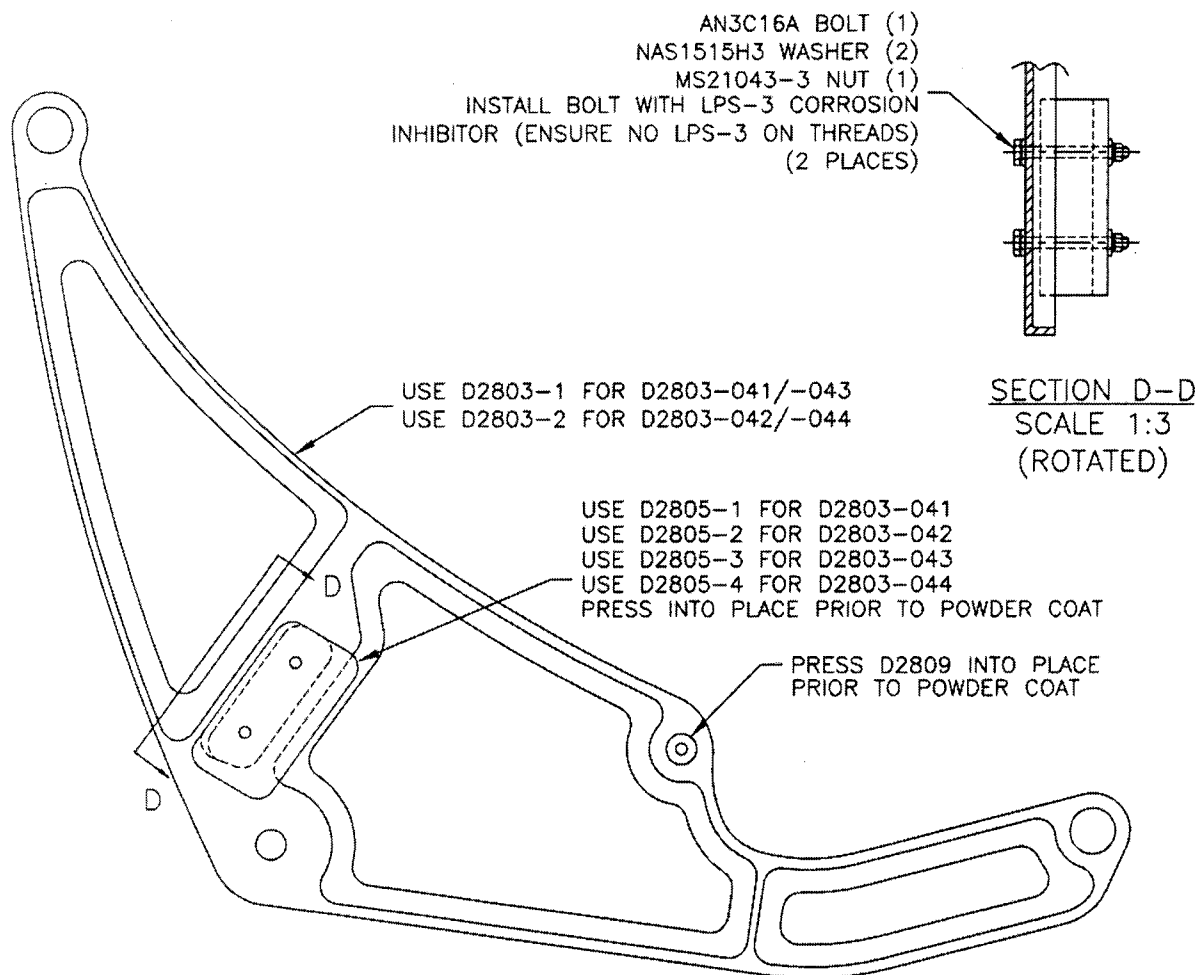 AN3C16A BOLT (1)
NAS1515H3 WASHER (2)
MS21043-3 NUT (1)
INSTALL BOLT WITH LPS-3 CORROSION
INHIBITOR (ENSURE NO LPS-3 ON THREADS)
(2 PLACES)
SECTION D-D
SCALE 1:3
(ROTATED)
USE D2803-1 FOR D2803-041/-043
USE D2803-2 FOR D2803-042/-044
USE D2805-1 FOR D2803-041
USE D2805-2 FOR D2803-042
USE D2805-3 FOR D2803-043
USE D2805-4 FOR D2803-044
PRESS INTO PLACE PRIOR TO POWDER COAT
D
PRESS D2809 INTO PLACE
PRIOR TO POWDER COAT
D